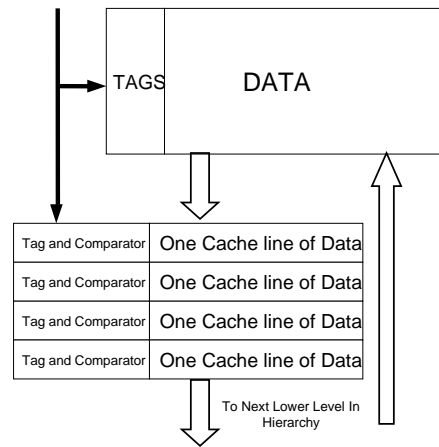 TAGS DATA
Tag and Comparator One Cache line of Data
Tag and Comparator One Cache line of Data
Tag and Comparator One Cache line of Data
Tag and Comparator One Cache line of Data
To Next Lower Level In
Hierarchy